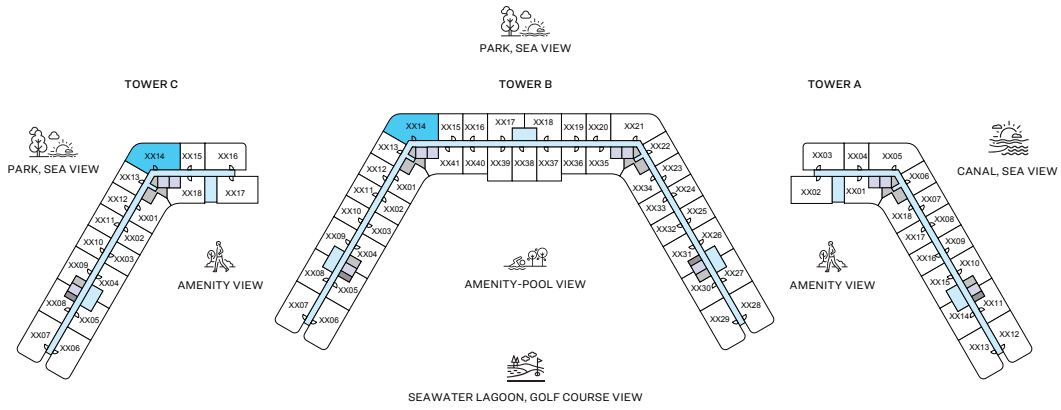 PARK, SEA VIEW
TOWER C
TOWER B
TOWER A
PARK, SEA VIEW
CANAL, SEA VIEW
XX14
XX15
XX16
XX13
XX12
XX11
XX10
XX09
XX08
XX07
XX06
XX05
XX04
XX03
XX02
XX01
XX18
XX17
AMENITY VIEW
XX14
XX15
XX16
XX17
XX18
XX19
XX20
XX21
XX13
XX12
XX11
XX10
XX09
XX08
XX07
XX06
XX05
XX04
XX03
XX02
XX01
XX41
XX40
XX39
XX38
XX37
XX36
XX35
XX22
XX23
XX24
XX25
XX26
XX27
XX28
XX29
XX30
XX31
XX32
XX33
XX34
AMENITY-POOL VIEW
XX03
XX04
XX05
XX02
XX01
XX06
XX07
XX08
XX09
XX10
XX11
XX12
XX13
XX14
XX15
XX16
XX17
XX18
AMENITY VIEW
SEAWATER LAGOON, GOLF COURSE VIEW